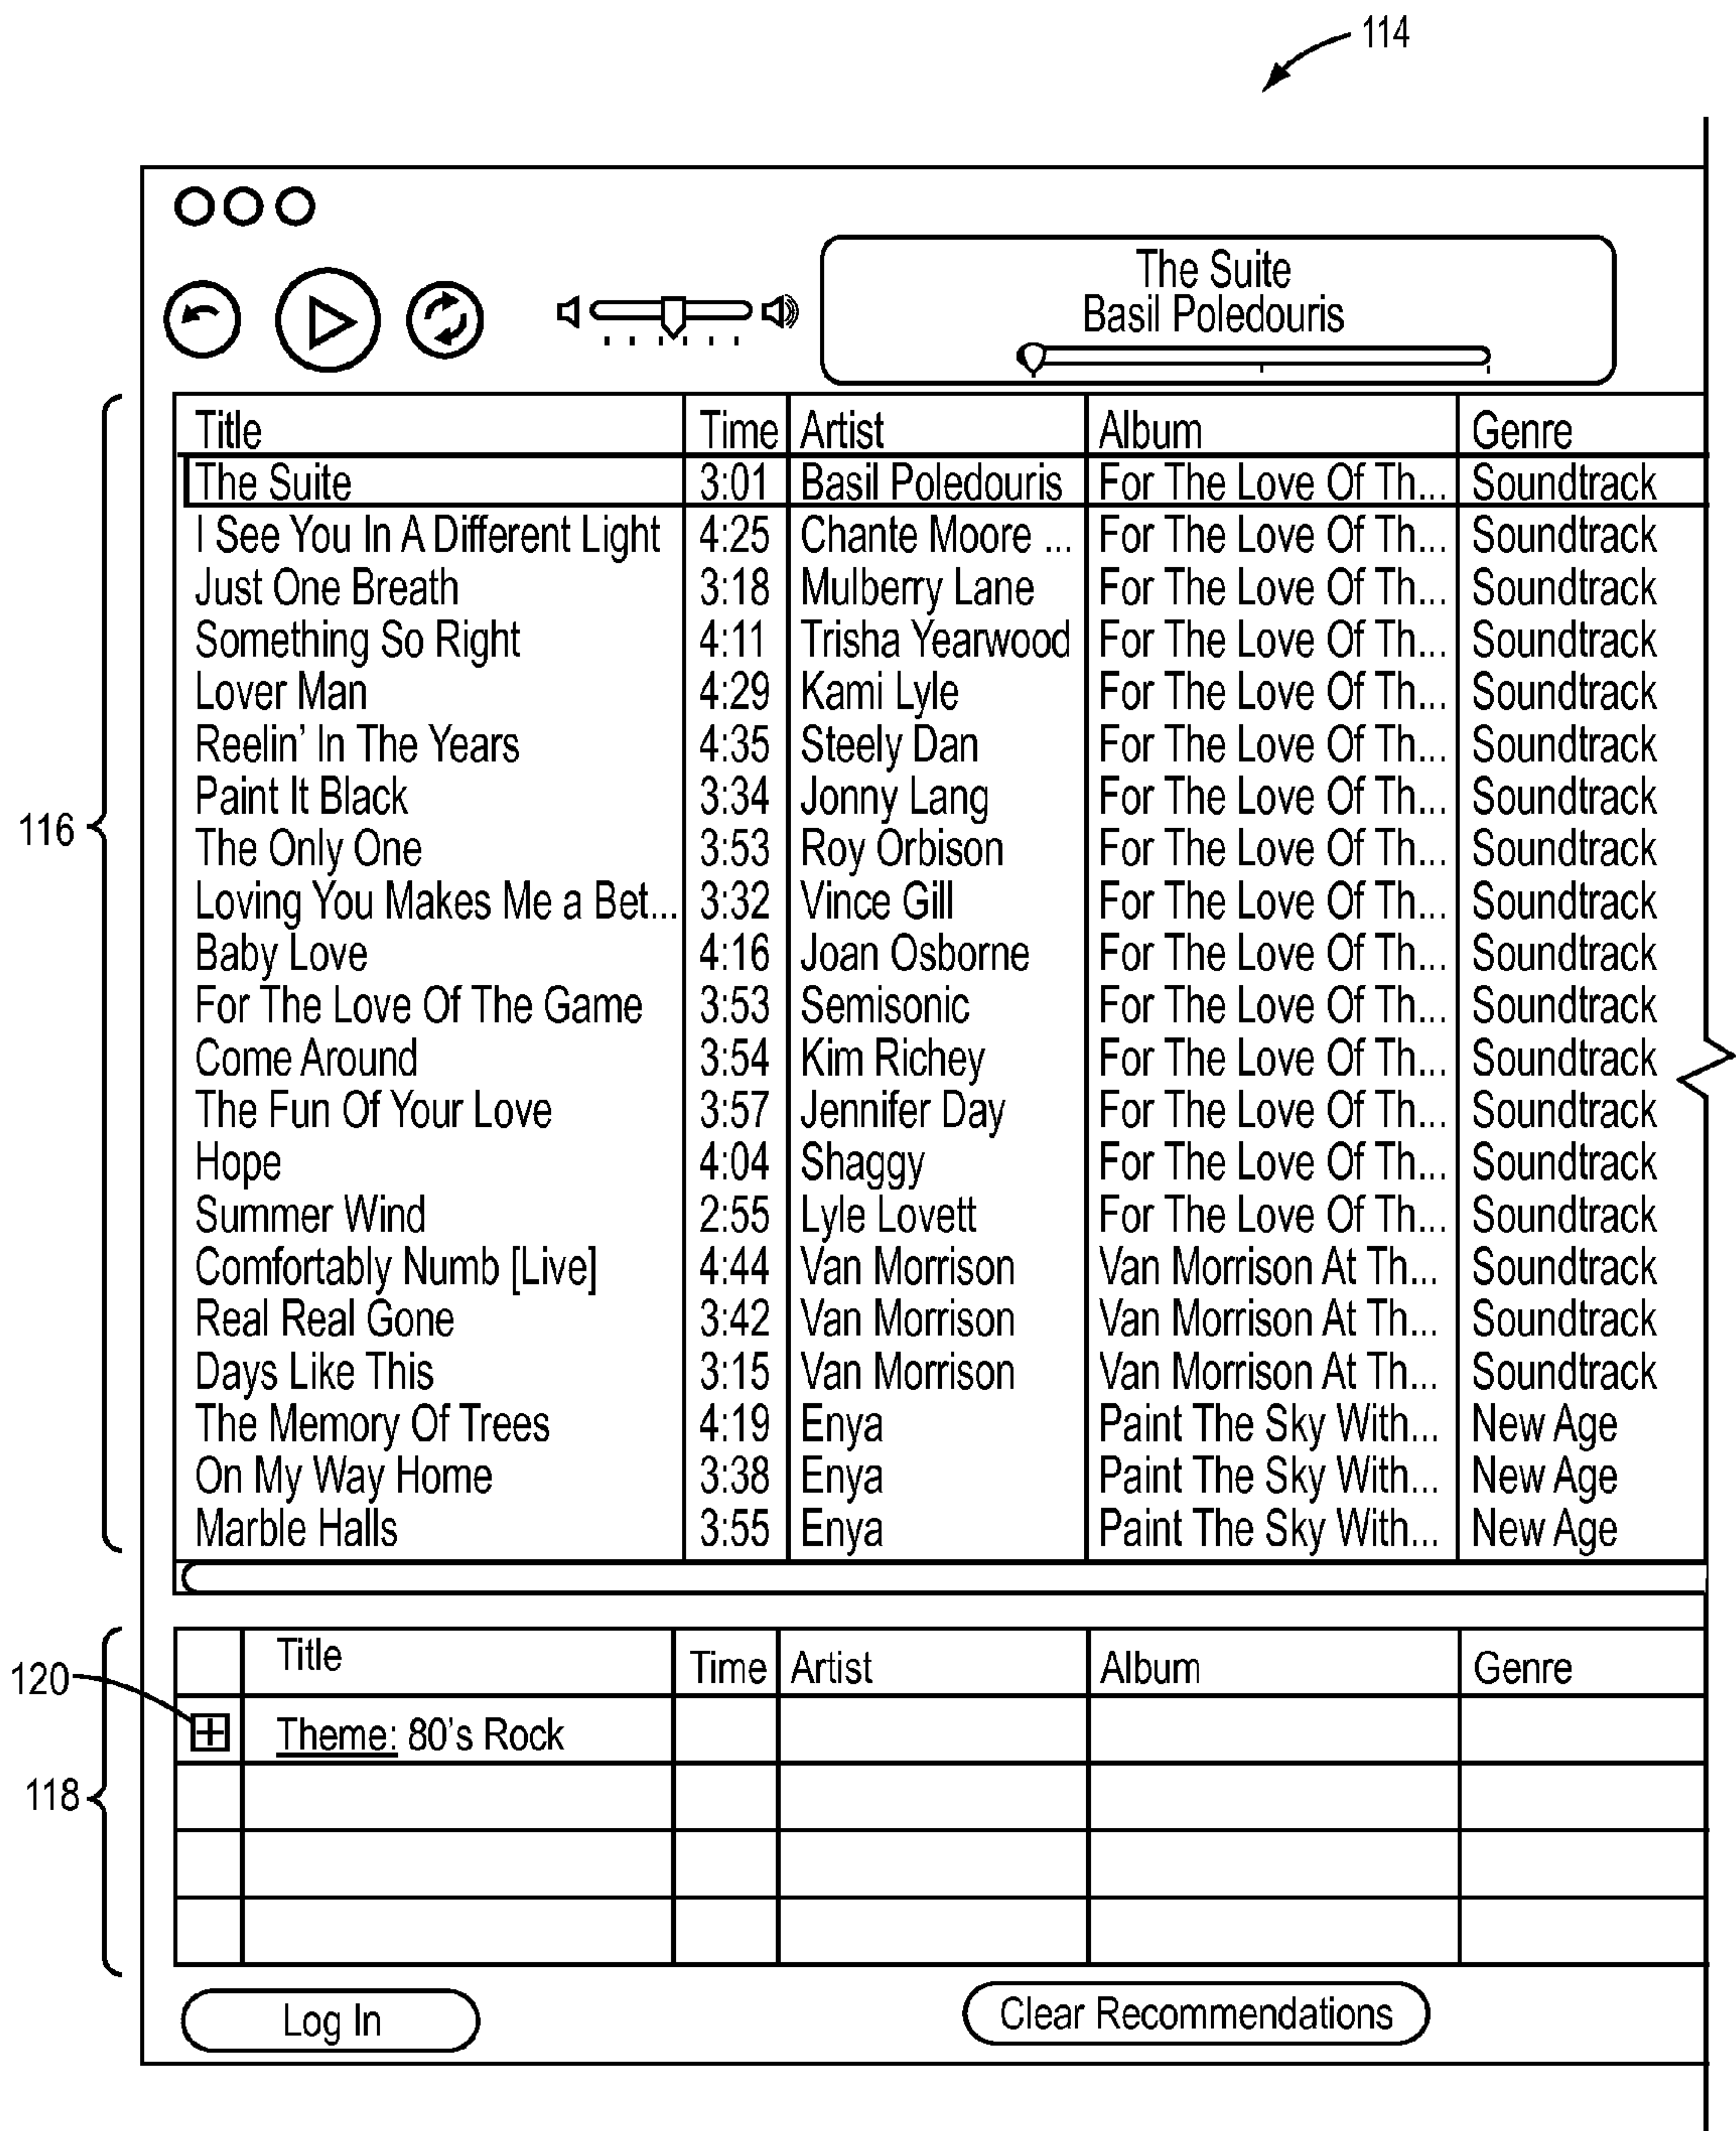 114
The Suite
Basil Poledouris
Title Time Artist Album Genre
The Suite 3:01 Basil Poledouris For The Love Of Th... Soundtrack
I See You In A Different Light 4:25 Chante Moore ... For The Love Of Th... Soundtrack
Just One Breath 3:18 Mulberry Lane For The Love Of Th... Soundtrack
Something So Right 4:11 Trisha Yearwood For The Love Of Th... Soundtrack
Lover Man 4:29 Kami Lyle For The Love Of Th... Soundtrack
Reelin' In The Years 4:35 Steely Dan For The Love Of Th... Soundtrack
Paint It Black 3:34 Jonny Lang For The Love Of Th... Soundtrack
116 The Only One 3:53 Roy Orbison For The Love Of Th... Soundtrack
Loving You Makes Me a Bet... 3:32 Vince Gill For The Love Of Th... Soundtrack
Baby Love 4:16 Joan Osborne For The Love Of Th... Soundtrack
For The Love Of The Game 3:53 Semisonic For The Love Of Th... Soundtrack
Come Around 3:54 Kim Richey For The Love Of Th... Soundtrack
The Fun Of Your Love 3:57 Jennifer Day For The Love Of Th... Soundtrack
Hope 4:04 Shaggy For The Love Of Th... Soundtrack
Summer Wind 2:55 Lyle Lovett For The Love Of Th... Soundtrack
Comfortably Numb [Live] 4:44 Van Morrison Van Morrison At Th... Soundtrack
Real Real Gone 3:42 Van Morrison Van Morrison At Th... Soundtrack
Days Like This 3:15 Van Morrison Van Morrison At Th... Soundtrack
The Memory Of Trees 4:19 Enya Paint The Sky With... New Age
On My Way Home 3:38 Enya Paint The Sky With... New Age
Marble Halls 3:55 Enya Paint The Sky With... New Age
Title Time Artist Album Genre
120
Theme: 80's Rock
118
Log In Clear Recommendations